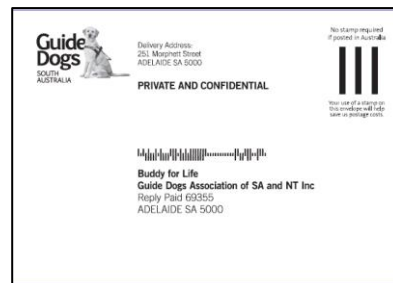 Guide
Dogs
SOUTH
AUSTRALIA
Delivery Address:
251 Morphett Street
ADELAIDE SA 5000
PRIVATE AND CONFIDENTIAL
No stamp required
if posted in Australia
Your use of a stamp on
this envelope will help
save us postage costs
Buddy for Life
Guide Dogs Association of SA and NT Inc
Reply Paid 69355
ADELAIDE SA 5000